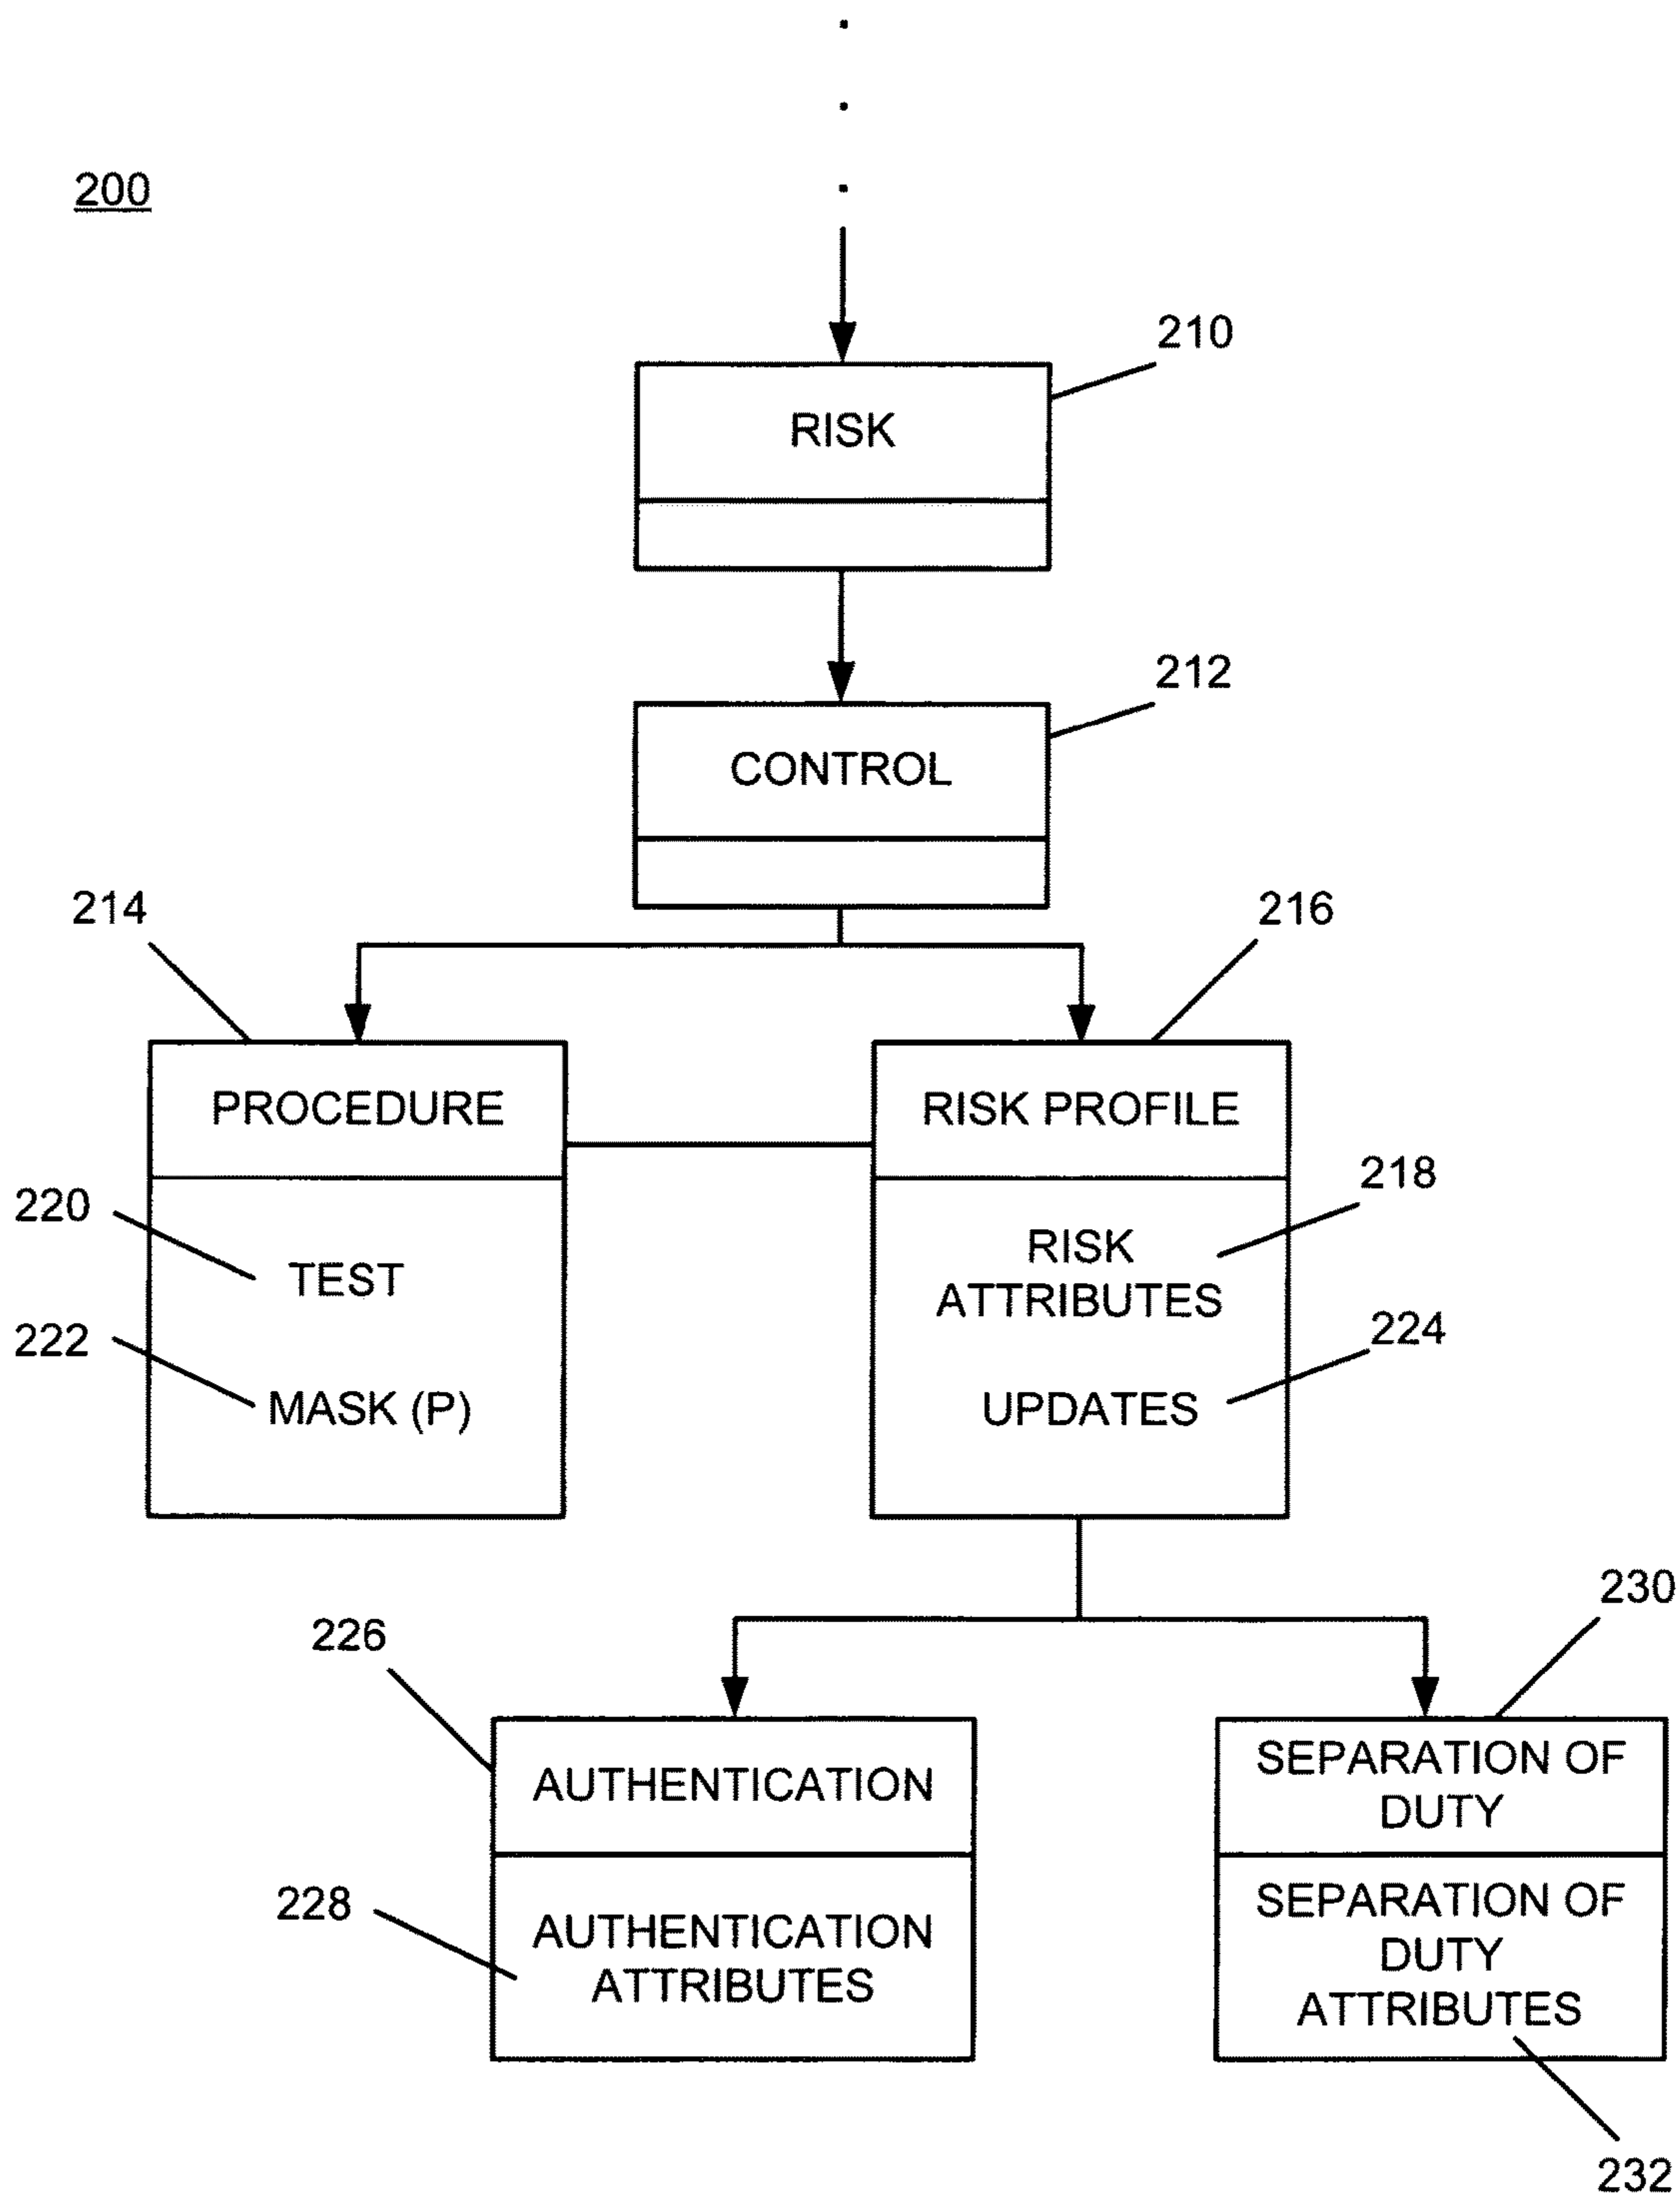 200
210
RISK
212
CONTROL
214
216
PROCEDURE
RISK PROFILE
218
220
RISK
ATTRIBUTES
TEST
224
222
MASK (P)
UPDATES
230
226
AUTHENTICATION
SEPARATION OF
DUTY
228
AUTHENTICATION
ATTRIBUTES
SEPARATION OF
DUTY
ATTRIBUTES
232